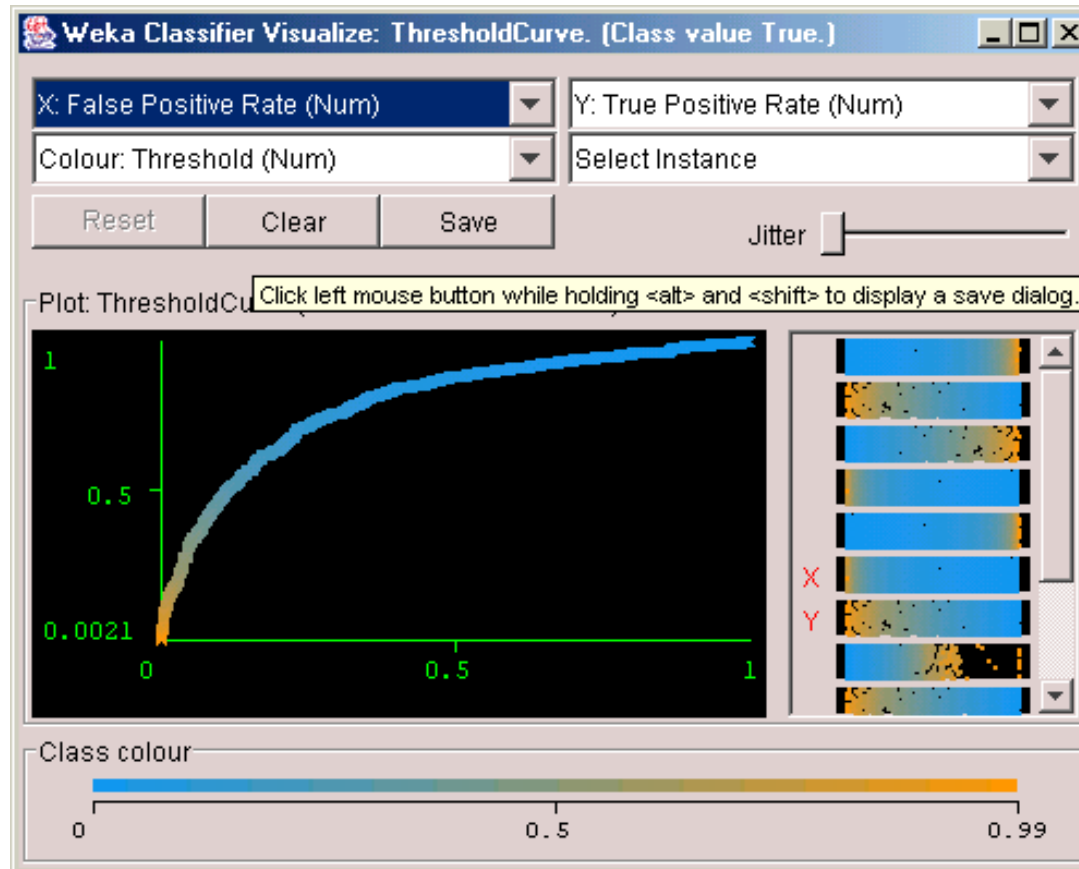 Weka Classifier Visualize: ThresholdCurve. (Class value True.)
X: False Positive Rate (Num)
Y: True Positive Rate (Num)
Colour: Threshold (Num)
Select Instance
Reset
Clear
Save
Jitter
Click left mouse button while holding <alt> and <shift> to display a save dialog.
Plot: ThresholdCu
1
0.5
0.0021
0
0.5
1
X
Y
Class colour
0
0.5
0.99